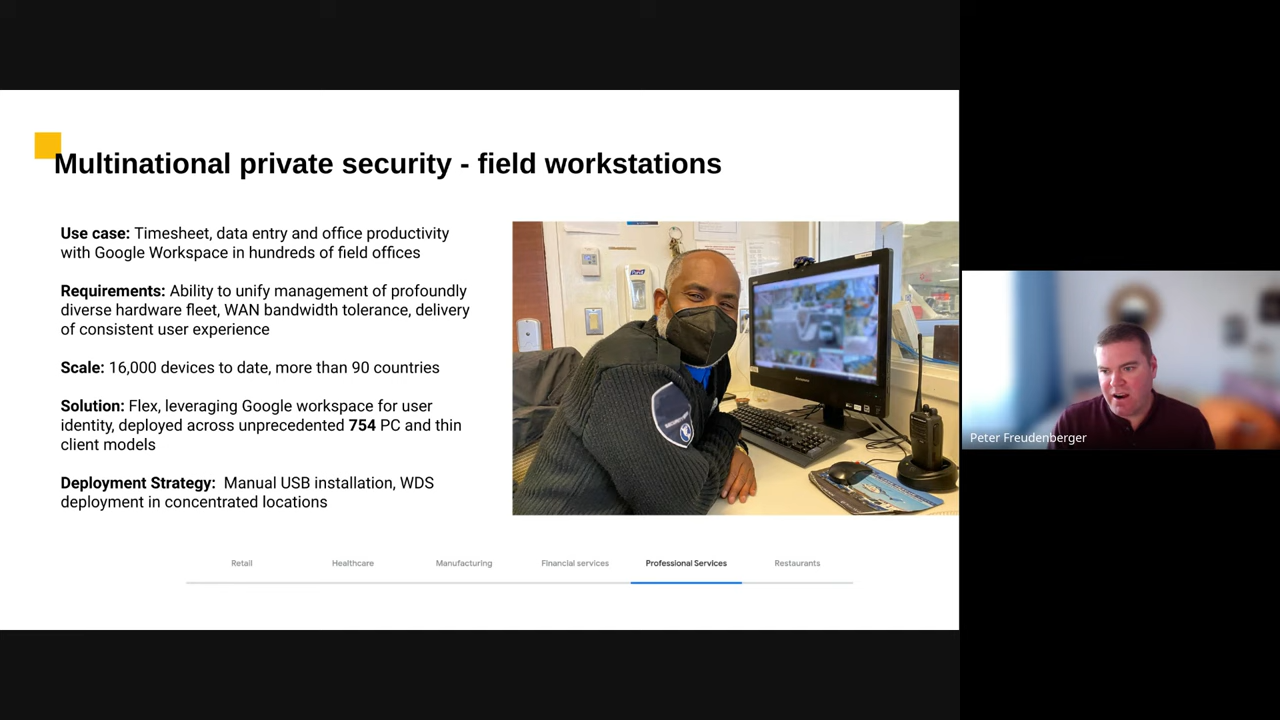 Multinational private security - field workstations
Use case: Timesheet, data entry and office productivity
with Google Workspace in hundreds of field offices
Requirements: Ability to unify management of profoundly
diverse hardware fleet, WAN bandwidth tolerance, delivery
of consistent user experience
Scale: 16,000 devices to date, more than 90 countries
Solution: Flex, leveraging Google workspace for user
identity, deployed across unprecedented 754 PC and thin
client models
Deployment Strategy:  Manual USB installation, WDS
deployment in concentrated locations
Retail
Healthcare
Manufacturing
Financial services
Professional Services
Restaurants
Peter Freudenberger